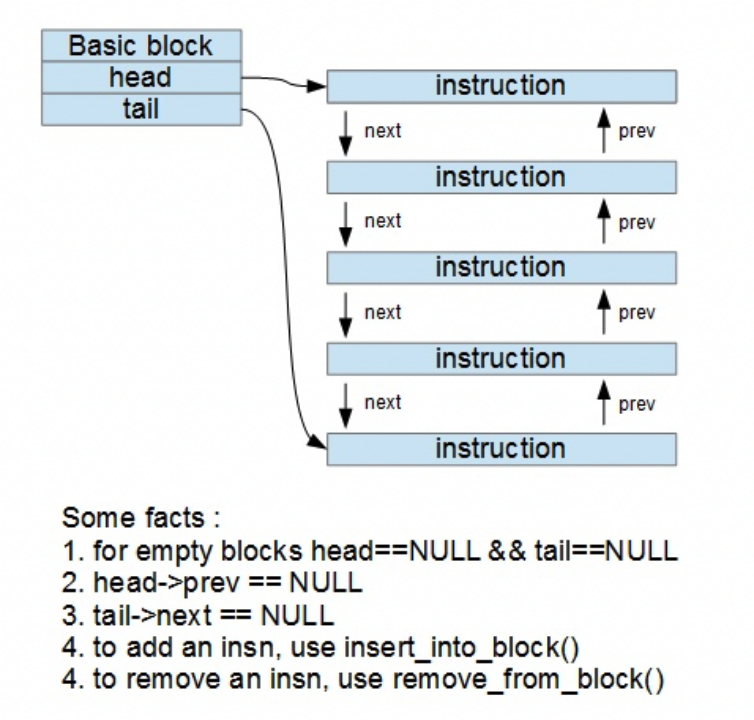 Basic block
head
tail
instruction
next prev
instruction
next prev
instruction
next prev
instruction
next prev
instruction
Some facts :
1. for empty blocks head==NULL && tail==NULL
2. head->prev == NULL
3. tail->next == NULL
4. to add an insn, use insert_into_block()
4. to remove an insn, use remove_from_block()